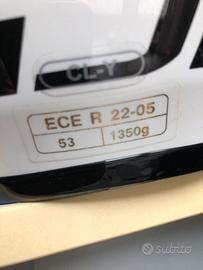 CL-Y
ECE R 22-05
53 1350g
subito